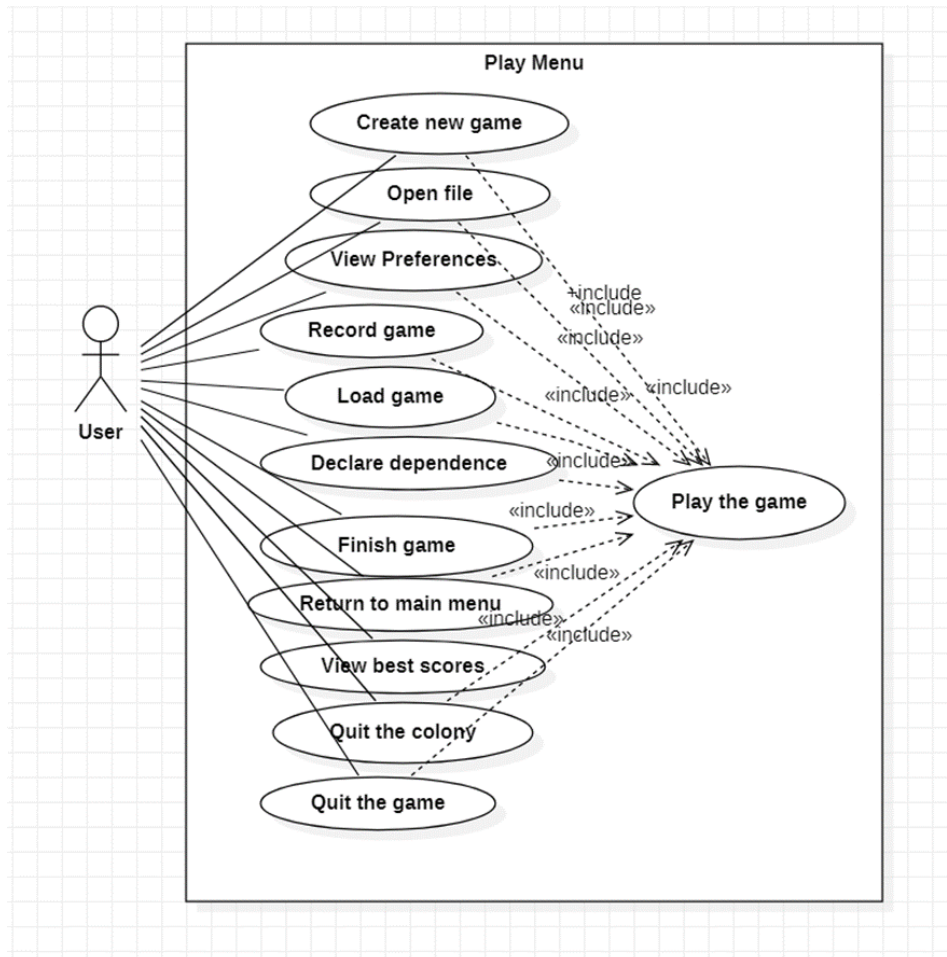 Play Menu
Create new game
Open file
View Preferences
+include
«include»
Record game
«include»
«include»
Load game
«include»
User
Declare dependence
«include»
Play the game
«include»
Finish game
«include»
Return to main menu
«include»
«include»
View best scores
Quit the colony
Quit the game